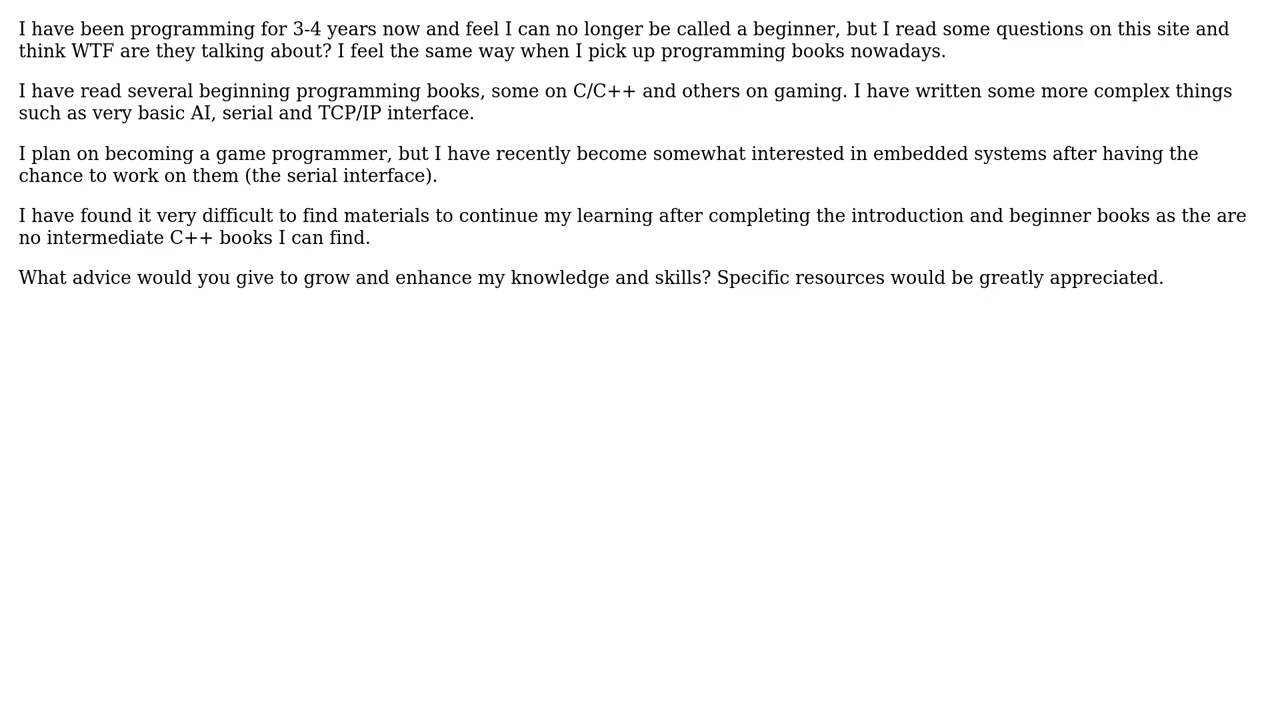 I have been programming for 3-4 years now and feel I can no longer be called a beginner, but I read some questions on this site and
think WTF are they talking about? I feel the same way when I pick up programming books nowadays.
I have read several beginning programming books, some on C/C++ and others on gaming. I have written some more complex things
such as very basic AI, serial and TCP/IP interface.
I plan on becoming a game programmer, but I have recently become somewhat interested in embedded systems after having the
chance to work on them (the serial interface).
I have found it very difficult to find materials to continue my learning after completing the introduction and beginner books as the are
no intermediate C++ books I can find.
What advice would you give to grow and enhance my knowledge and skills? Specific resources would be greatly appreciated.